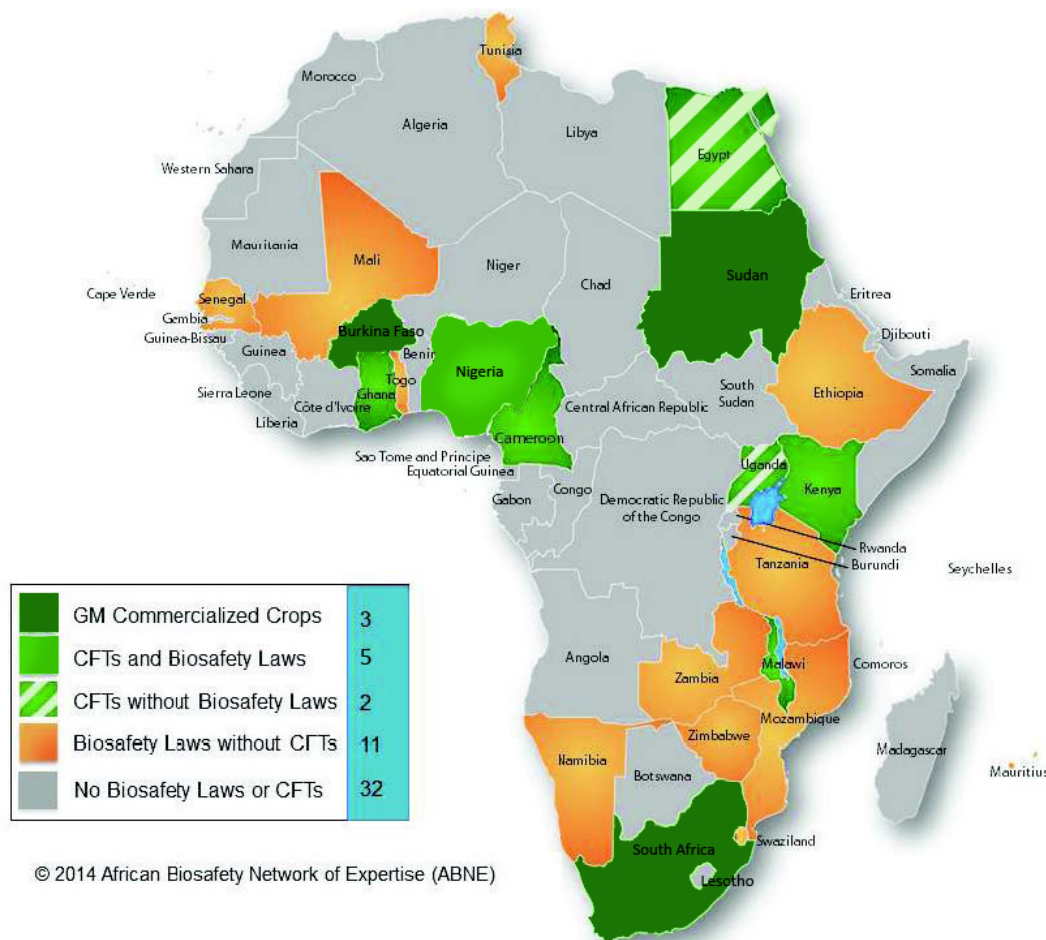 Tunisia
Morocco
Algeria
Libya
Egypt
Western Sahara
Mauritania
Mali
Niger
Chad
Sudan
Cape Verde
Senegal
Gambia
Guinea-Bissau
Guinea
Sierra Leone
Liberia
Côte d'Ivoire
Burkina Faso
Ghana
Togo
Benin
Nigeria
Cameroon
Central African Republic
South
Sudan
Eritrea
Djibouti
Somalia
Ethiopia
Sao Tome and Principe
Equatorial Guinea
Gabon
Congo
Democratic Republic
of the Congo
Uganda
Kenya
Rwanda
Burundi
Tanzania
Seychelles
Angola
Zambia
Malawi
Comoros
Mozambique
Zimbabwe
Namibia
Botswana
Madagascar
Mauritius
South Africa
Swaziland
Lesotho
GM Commercialized Crops 3
CFTs and Biosafety Laws 5
CFTs without Biosafety Laws 2
Biosafety Laws without CFTs 11
No Biosafety Laws or CFTs 32
© 2014 African Biosafety Network of Expertise (ABNE)